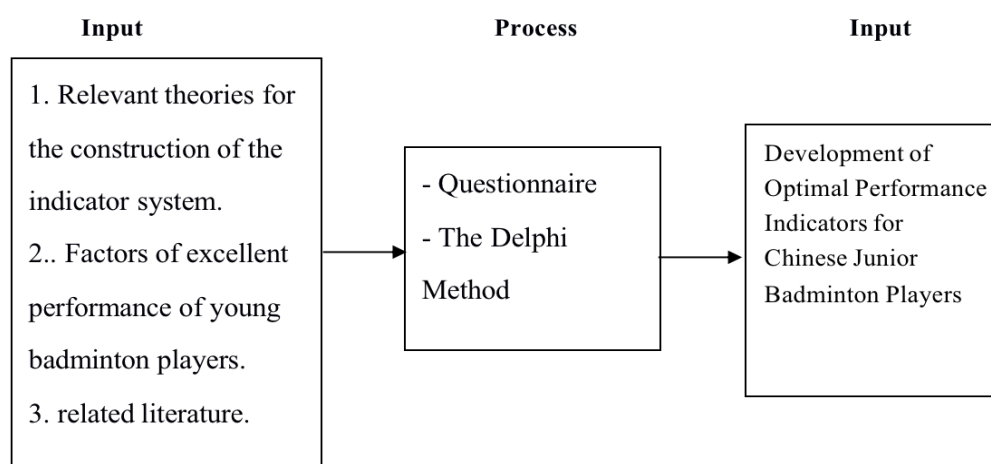 Input
Process
Input
1. Relevant theories for
the construction of the
indicator system.
2.. Factors of excellent
performance of young
badminton players.
3. related literature.
- Questionnaire
- The Delphi
Method
Development of
Optimal Performance
Indicators for
Chinese Junior
Badminton Players